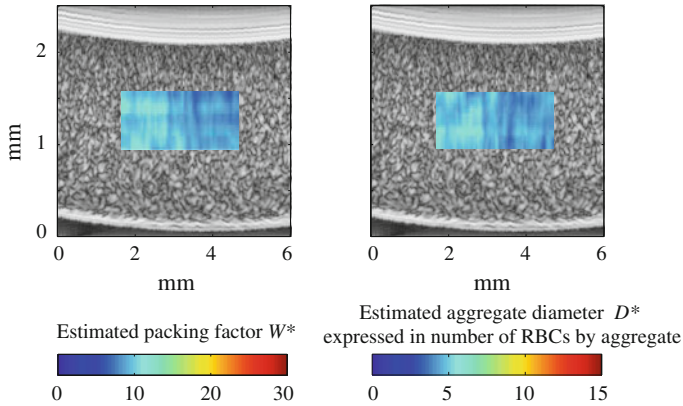 2
1
0
mm
0 2 4 6
mm
0 2 4 6
mm
Estimated packing factor W*
0 10 20 30
Estimated aggregate diameter D*
expressed in number of RBCs by aggregate
0 5 10 15